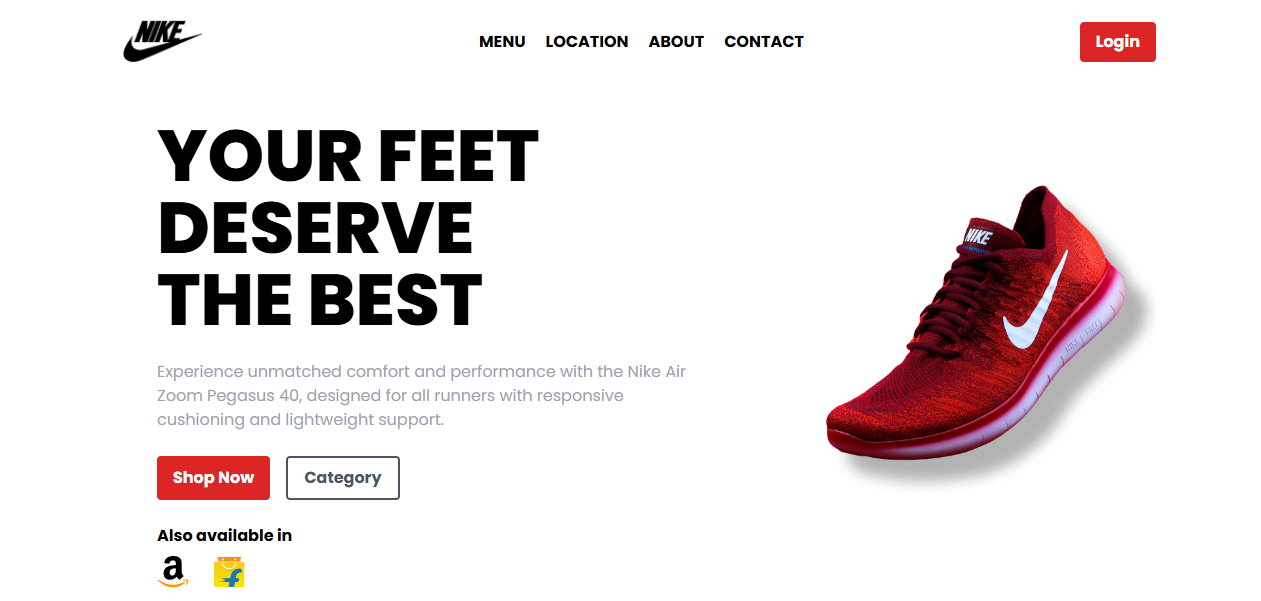 NIKE
MENU LOCATION ABOUT CONTACT
Login
YOUR FEET
DESERVE
THE BEST
NIKE
Experience unmatched comfort and performance with the Nike Air
Zoom Pegasus 40, designed for all runners with responsive
cushioning and lightweight support.
Shop Now
Category
Also available in
a
f